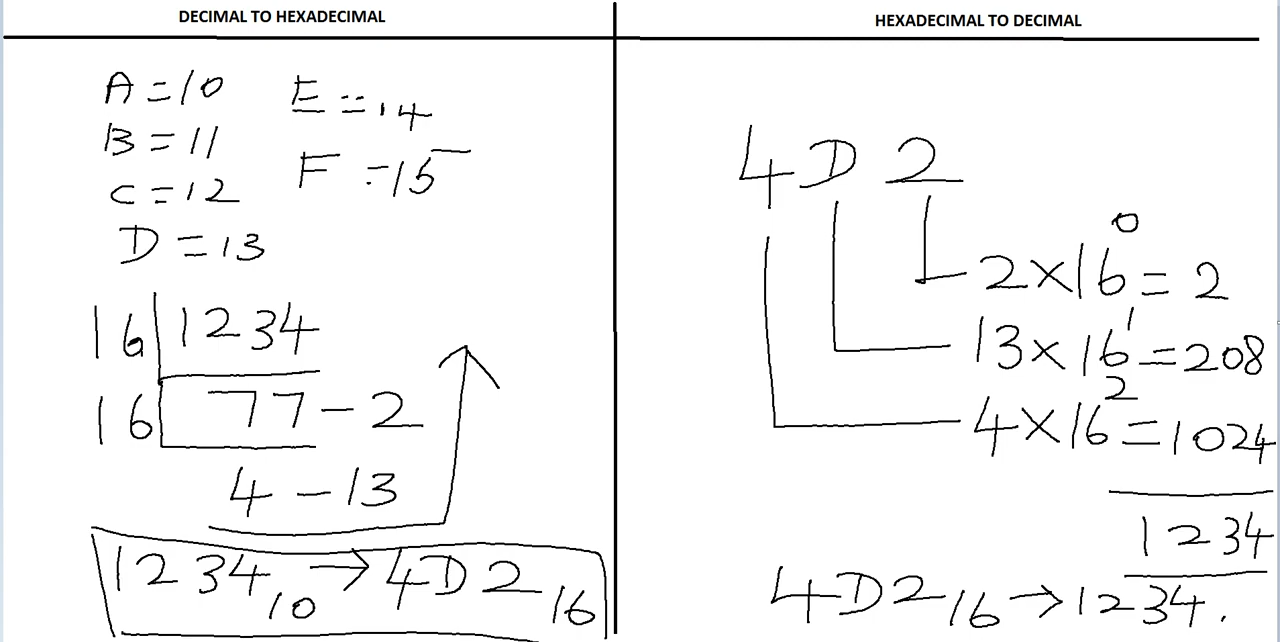 DECIMAL TO HEXADECIMAL
A = 10
B = 11
C = 12
D = 13
E = 14
F = 15
16 1234
16 77 - 2
4 - 13
1234₁₀ → 4D2₁₆
HEXADECIMAL TO DECIMAL
4D2
2 × 16⁰ = 2
13 × 16¹ = 208
4 × 16² = 1024
1234
4D2₁₆ → 1234.